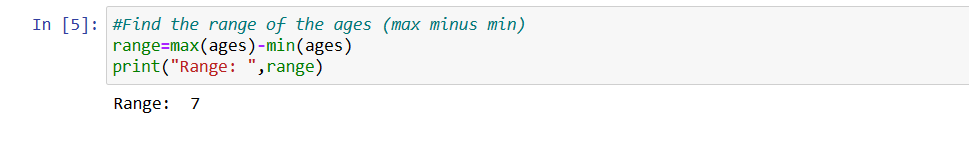 In [5]: #Find the range of the ages (max minus min)
range=max(ages)-min(ages)
print("Range: ",range)
Range:  7